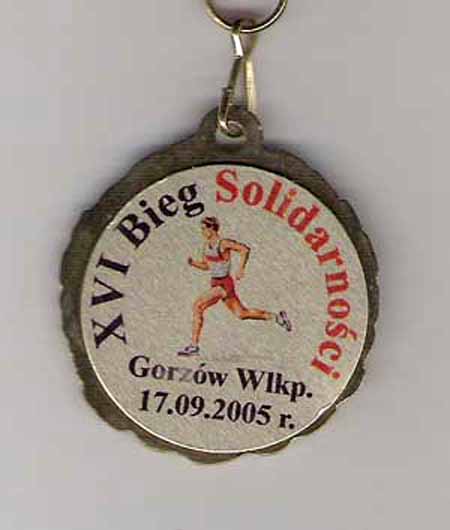 XVI Bieg Solidarności
Gorzów Wlkp.
17.09.2005 r.